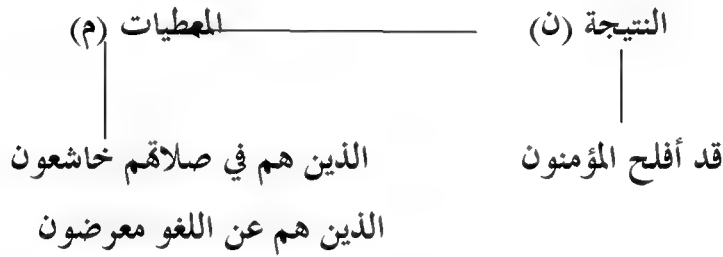 النتيجة (ن) المعطيات (م)
قد أفلح المؤمنون الذين هم في صلاتهم خاشعون
الذين هم عن اللغو معرضون